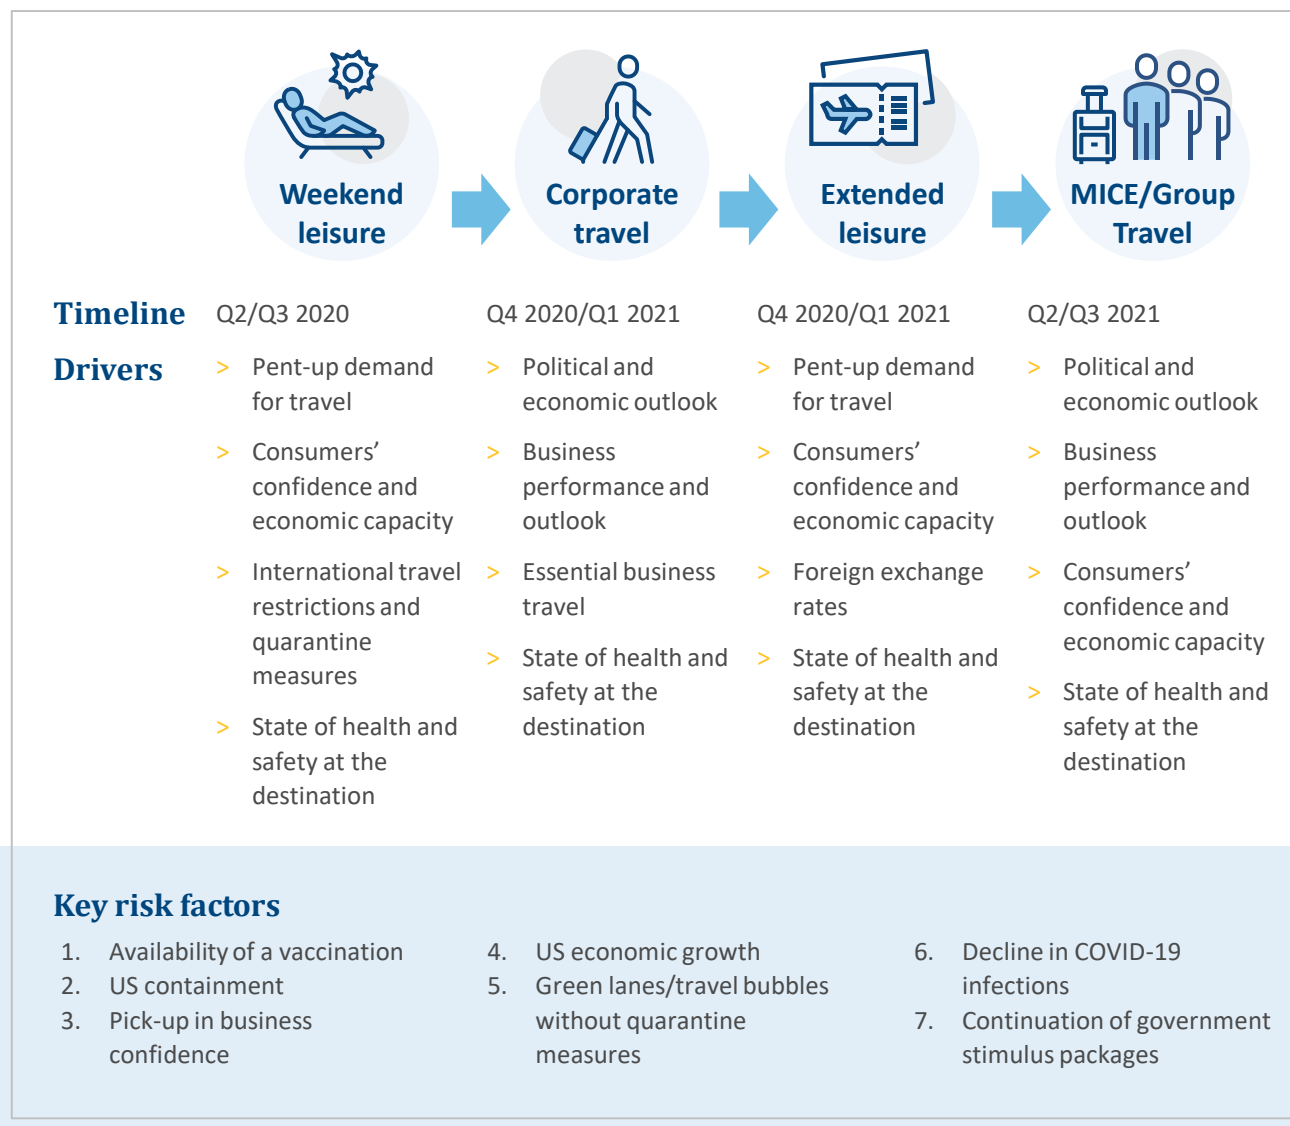 Weekend
leisure
Corporate
travel
Extended
leisure
MICE/Group
Travel
Timeline
Q2/Q3 2020
Q4 2020/Q1 2021
Q4 2020/Q1 2021
Q2/Q3 2021
Drivers
> Pent-up demand
for travel
> Consumers’
confidence and
economic capacity
> International travel
restrictions and
quarantine
measures
> State of health and
safety at the
destination
> Political and
economic outlook
> Business
performance and
outlook
> Essential business
travel
> State of health and
safety at the
destination
> Pent-up demand
for travel
> Consumers’
confidence and
economic capacity
> Foreign exchange
rates
> State of health and
safety at the
destination
> Political and
economic outlook
> Business
performance and
outlook
> Consumers’
confidence and
economic capacity
> State of health and
safety at the
destination
Key risk factors
1. Availability of a vaccination
2. US containment
3. Pick-up in business
confidence
4. US economic growth
5. Green lanes/travel bubbles
without quarantine
measures
6. Decline in COVID-19
infections
7. Continuation of government
stimulus packages